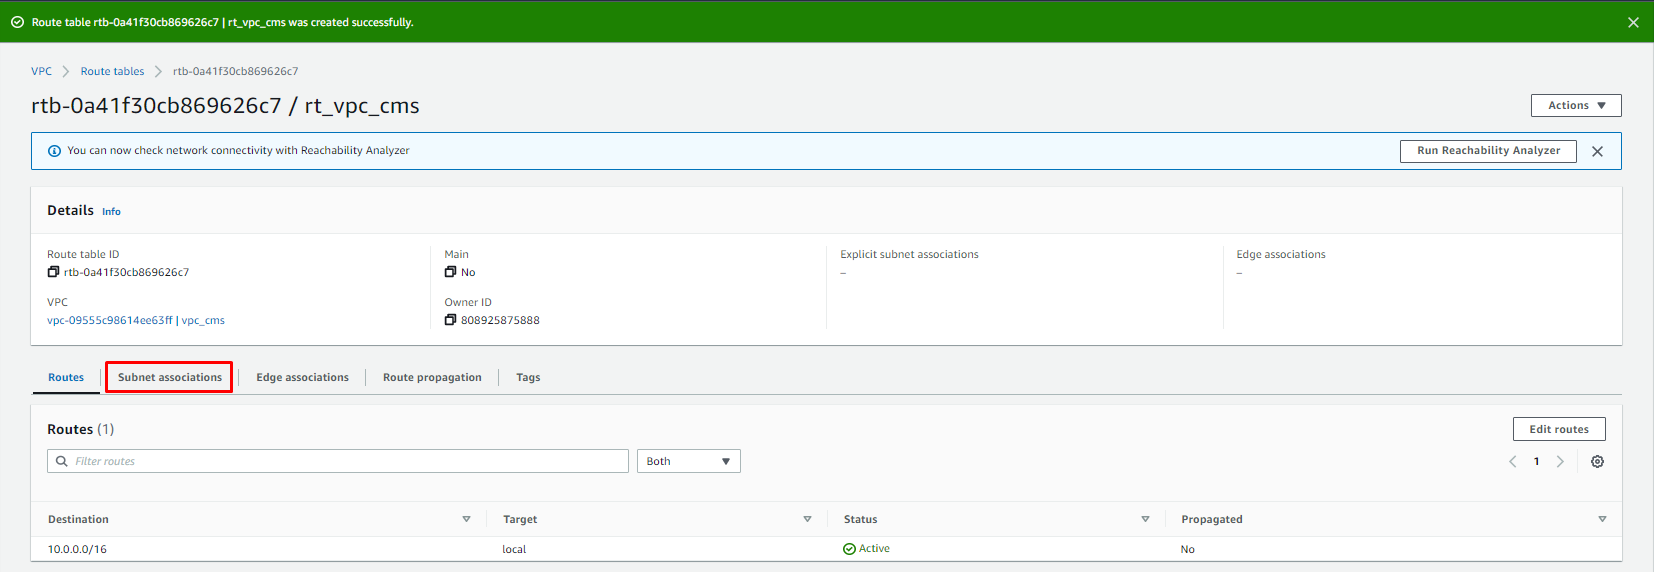 Route table rtb-0a41f30cb869626c7 | rt_vpc_cms was created successfully.
VPC Route tables rtb-0a41f30cb869626c7
rtb-0a41f30cb869626c7 / rt_vpc_cms
Actions
You can now check network connectivity with Reachability Analyzer
Run Reachability Analyzer
Details Info
Route table ID
rtb-0a41f30cb869626c7
Main
No
Explicit subnet associations
–
Edge associations
–
VPC
vpc-09555c98614ee63ff | vpc_cms
Owner ID
808925875888
Routes Subnet associations Edge associations Route propagation Tags
Routes (1)
Edit routes
Filter routes
Both
1
Destination Target Status Propagated
10.0.0.0/16 local Active No